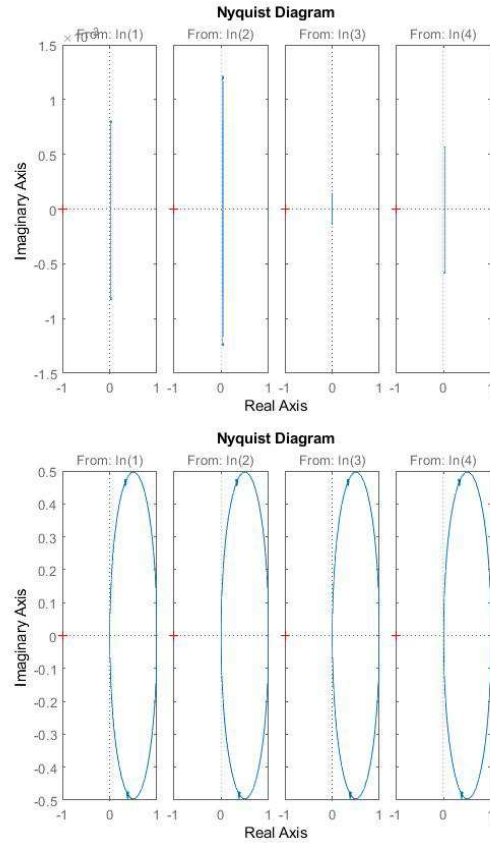 Nyquist Diagram
From: In(1) From: In(2) From: In(3) From: In(4)
1.5
1
0.5
0
-0.5
-1
-1.5
Imaginary Axis
-1 0 1 -1 0 1 -1 0 1 -1 0 1
Real Axis
Nyquist Diagram
From: In(1) From: In(2) From: In(3) From: In(4)
0.5
0.4
0.3
0.2
0.1
0
-0.1
-0.2
-0.3
-0.4
-0.5
Imaginary Axis
-1 0 1 -1 0 1 -1 0 1 -1 0 1
Real Axis